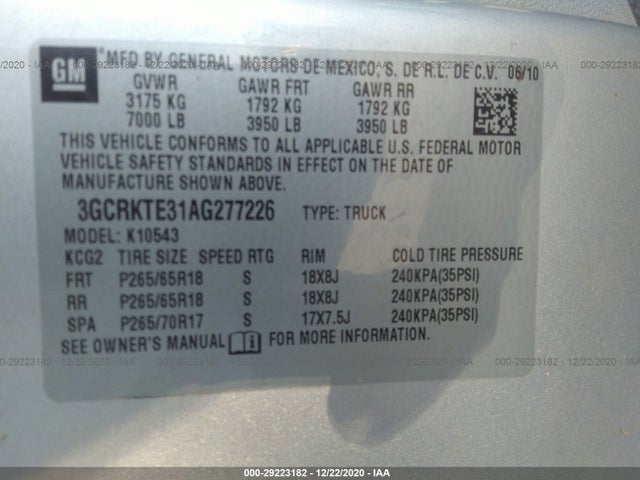 GM
*MFD BY GENERAL MOTORS DE MEXICO, S. DE R.L. DE C.V. 06/10
GVWR GAWR FRT GAWR RR
3175 KG 1792 KG 1792 KG
7000 LB 3950 LB 3950 LB
THIS VEHICLE CONFORMS TO ALL APPLICABLE U.S. FEDERAL MOTOR
VEHICLE SAFETY STANDARDS IN EFFECT ON THE DATE OF
MANUFACTURE SHOWN ABOVE.
3GCRKTE31AG277226 TYPE: TRUCK
MODEL: K10543
KCG2 TIRE SIZE SPEED RTG RIM COLD TIRE PRESSURE
FRT P265/65R18 S 18X8J 240KPA(35PSI)
RR P265/65R18 S 18X8J 240KPA(35PSI)
SPA P265/70R17 S 17X7.5J 240KPA(35PSI)
SEE OWNER'S MANUAL FOR MORE INFORMATION.
000-29223182 - 12/22/2020 - IAA